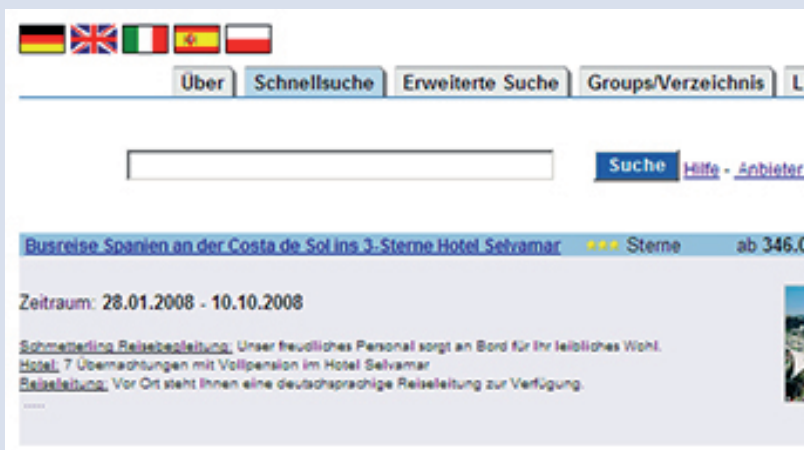 Über Schnellsuche Erweiterte Suche Groups/Verzeichnis L
Suche Hilfe - Anbieter
Busreise Spanien an der Costa de Sol ins 3-Sterne Hotel Selvamar Sterne ab 346.0
Zeitraum: 28.01.2008 - 10.10.2008
Schmetterling Reisebegleitung: Unser freudliches Personal sorgt an Bord für Ihr leibliches Wohl.
Hotel: 7 Übernachtungen mit Vollpension im Hotel Selvamar
Reiseleitung: Vor Ort steht Ihnen eine deutschsprachige Reiseleitung zur Verfügung.
.....